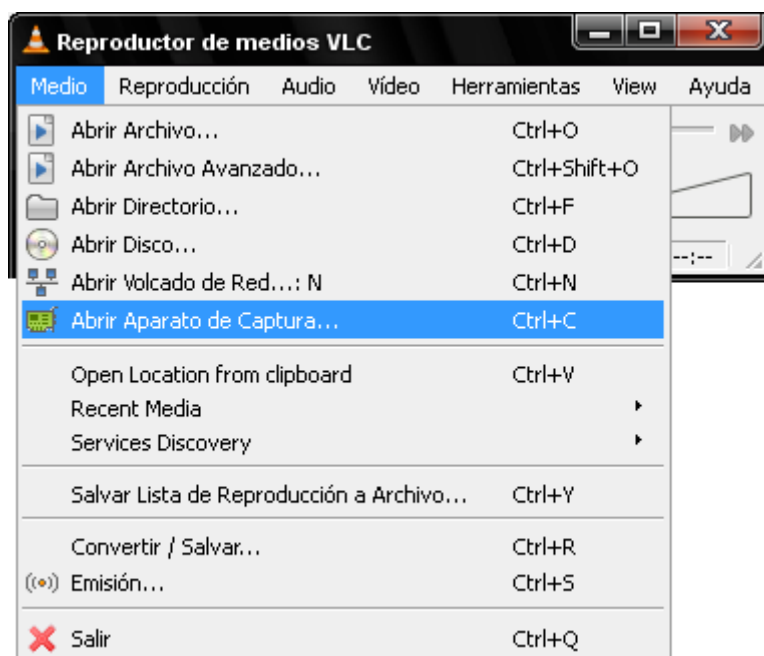 Reproductor de medios VLC
Medio Reproducción Audio Vídeo Herramientas View Ayuda
Abrir Archivo... Ctrl+O
Abrir Archivo Avanzado... Ctrl+Shift+O
Abrir Directorio... Ctrl+F
Abrir Disco... Ctrl+D
--:--
Abrir Volcado de Red...: N Ctrl+N
Abrir Aparato de Captura... Ctrl+C
Open Location from clipboard Ctrl+V
Recent Media
Services Discovery
Salvar Lista de Reproducción a Archivo... Ctrl+Y
Convertir / Salvar... Ctrl+R
Emisión... Ctrl+S
Salir Ctrl+Q